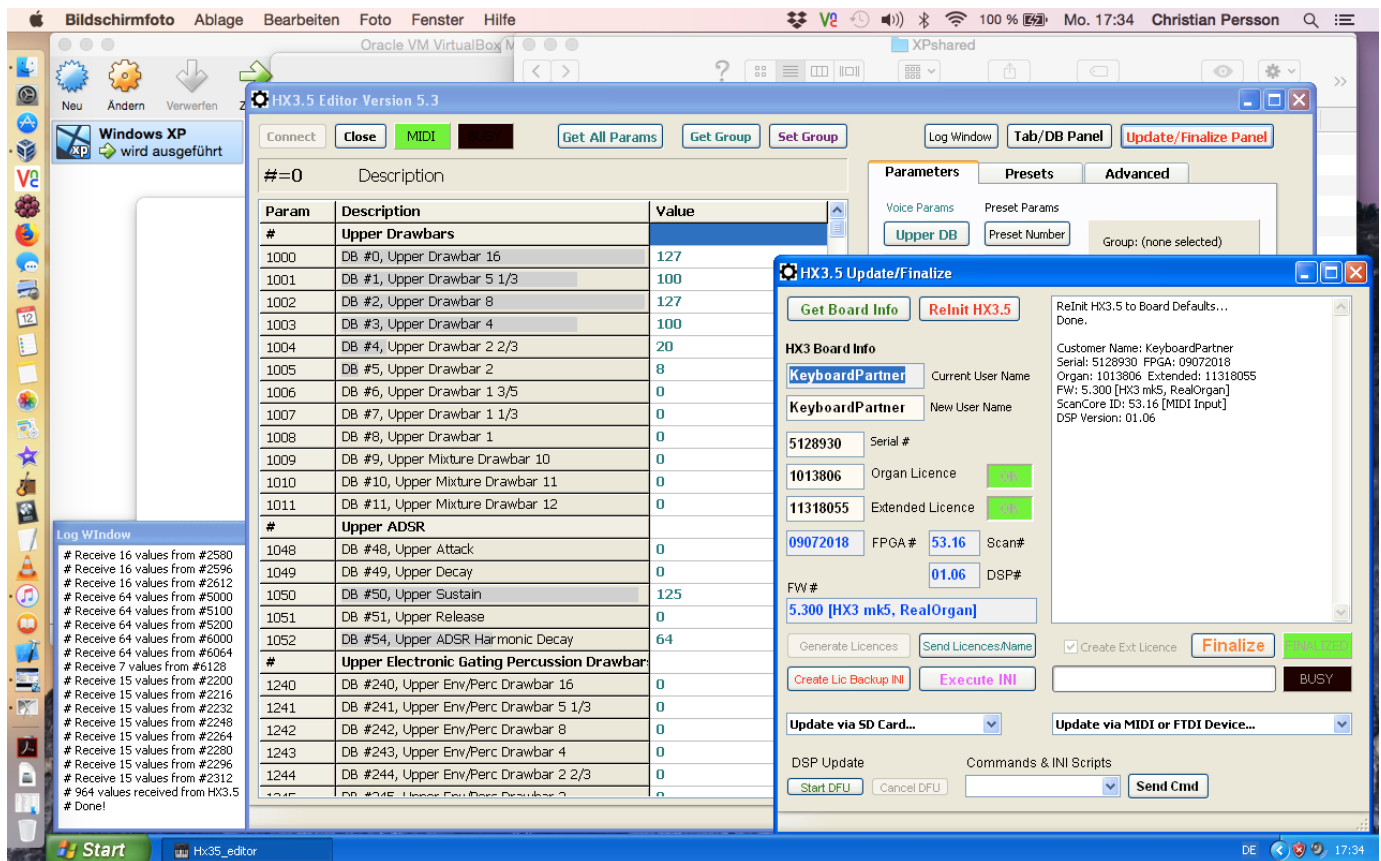 Bildschirmfoto Ablage Bearbeiten Foto Fenster Hilfe
100 % Mo. 17:34 Christian Persson
Oracle VM VirtualBox M
XPshared
Neu Ändern Verwerfen Z
Windows XP
wird ausgeführt
HX3.5 Editor Version 5.3
Connect Close MIDI BUSY Get All Params Get Group Set Group Log Window Tab/DB Panel Update/Finalize Panel
#=0 Description
Parameters Presets Advanced
Voice Params Preset Params
Upper DB Preset Number
Group: (none selected)
Param Description Value
# Upper Drawbars
1000 DB #0, Upper Drawbar 16 127
1001 DB #1, Upper Drawbar 5 1/3 100
1002 DB #2, Upper Drawbar 8 127
1003 DB #3, Upper Drawbar 4 100
1004 DB #4, Upper Drawbar 2 2/3 20
1005 DB #5, Upper Drawbar 2 8
1006 DB #6, Upper Drawbar 1 3/5 0
1007 DB #7, Upper Drawbar 1 1/3 0
1008 DB #8, Upper Drawbar 1 0
1009 DB #9, Upper Mixture Drawbar 10 0
1010 DB #10, Upper Mixture Drawbar 11 0
1011 DB #11, Upper Mixture Drawbar 12 0
# Upper ADSR
1048 DB #48, Upper Attack 0
1049 DB #49, Upper Decay 0
1050 DB #50, Upper Sustain 125
1051 DB #51, Upper Release 0
1052 DB #54, Upper ADSR Harmonic Decay 64
# Upper Electronic Gating Percussion Drawbar
1240 DB #240, Upper Env/Perc Drawbar 16 0
1241 DB #241, Upper Env/Perc Drawbar 5 1/3 0
1242 DB #242, Upper Env/Perc Drawbar 8 0
1243 DB #243, Upper Env/Perc Drawbar 4 0
1244 DB #244, Upper Env/Perc Drawbar 2 2/3 0
1245 DB #245, Upper Env/Perc Drawbar 2 0
HX3.5 Update/Finalize
Get Board Info ReInit HX3.5
HX3 Board Info
KeyboardPartner Current User Name
KeyboardPartner New User Name
5128930 Serial #
1013806 Organ Licence OK
11318055 Extended Licence OK
09072018 FPGA# 53.16 Scan#
01.06 DSP#
FW#
5.300 [HX3 mk5, RealOrgan]
ReInit HX3.5 to Board Defaults...
Done.
Customer Name: KeyboardPartner
Serial: 5128930 FPGA: 09072018
Organ: 1013806 Extended: 11318055
FW: 5.300 [HX3 mk5, RealOrgan]
ScanCore ID: 53.16 [MIDI Input]
DSP Version: 01.06
Generate Licences Send Licences/Name Create Ext Licence Finalize FINALIZED
Create Lic Backup INI Execute INI BUSY
Update via SD Card... Update via MIDI or FTDI Device...
DSP Update Commands & INI Scripts
Start DFU Cancel DFU Send Cmd
Log WIndow
# Receive 16 values from #2580
# Receive 16 values from #2596
# Receive 16 values from #2612
# Receive 64 values from #5000
# Receive 64 values from #5100
# Receive 64 values from #5200
# Receive 64 values from #6000
# Receive 64 values from #6064
# Receive 7 values from #6128
# Receive 15 values from #2200
# Receive 15 values from #2216
# Receive 15 values from #2232
# Receive 15 values from #2248
# Receive 15 values from #2264
# Receive 15 values from #2280
# Receive 15 values from #2296
# Receive 15 values from #2312
# 964 values received from HX3.5
# Done!
Start Hx35_editor DE 17:34